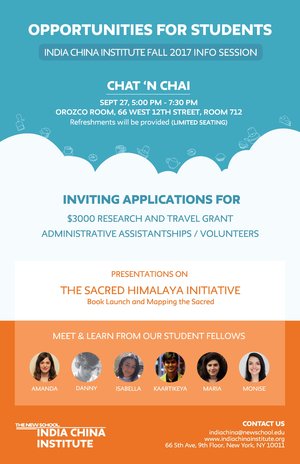 OPPORTUNITIES FOR STUDENTS
INDIA CHINA INSTITUTE FALL 2017 INFO SESSION
CHAT 'N CHAI
SEPT 27, 5:00 PM - 7:30 PM
OROZCO ROOM, 66 WEST 12TH STREET, ROOM 712
Refreshments will be provided (LIMITED SEATING)
INVITING APPLICATIONS FOR
$3000 RESEARCH AND TRAVEL GRANT
ADMINISTRATIVE ASSISTANTSHIPS / VOLUNTEERS
PRESENTATIONS ON
THE SACRED HIMALAYA INITIATIVE
Book Launch and Mapping the Sacred
MEET & LEARN FROM OUR STUDENT FELLOWS
AMANDA DANNY ISABELLA KAARTIKEYA MARIA MONISE
THE NEW SCHOOL
INDIA CHINA
INSTITUTE
CONTACT US
indiachina@newschool.edu
www.indiachinainstitute.org
66 5th Ave, 9th Floor, New York, NY 10011